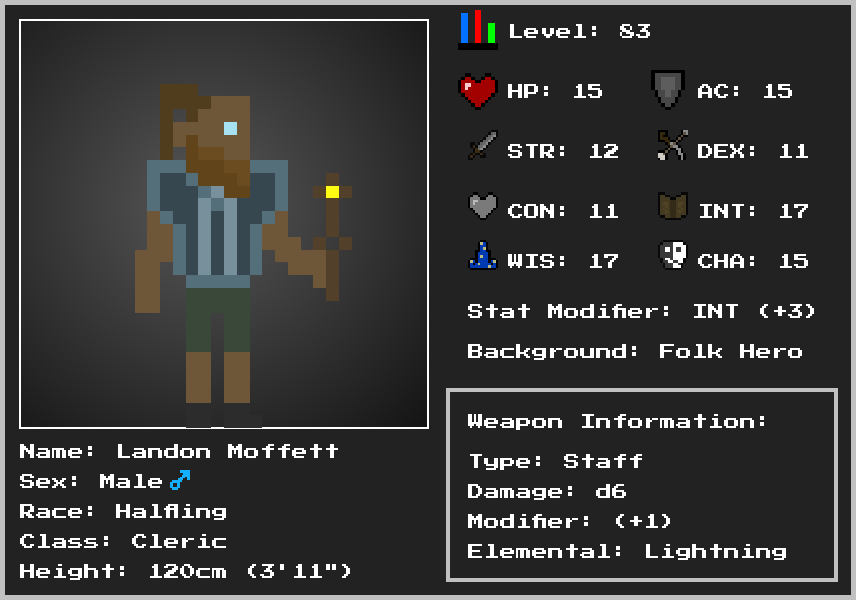 Level: 83
HP: 15
AC: 15
STR: 12
DEX: 11
CON: 11
INT: 17
WIS: 17
CHA: 15
Stat Modifier: INT (+3)
Background: Folk Hero
Weapon Information:
Type: Staff
Damage: d6
Modifier: (+1)
Elemental: Lightning
Name: Landon Moffett
Sex: Male♂
Race: Halfling
Class: Cleric
Height: 120cm (3'11")